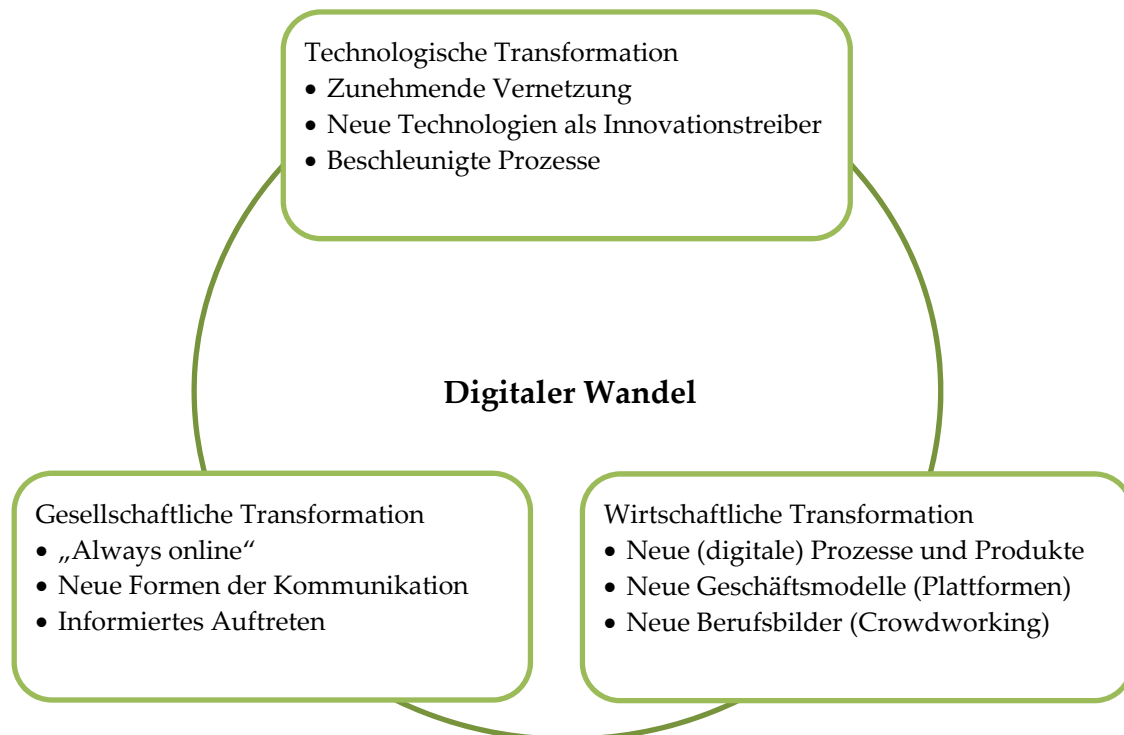 Technologische Transformation
• Zunehmende Vernetzung
• Neue Technologien als Innovationstreiber
• Beschleunigte Prozesse
Digitaler Wandel
Gesellschaftliche Transformation
• „Always online“
• Neue Formen der Kommunikation
• Informiertes Auftreten
Wirtschaftliche Transformation
• Neue (digitale) Prozesse und Produkte
• Neue Geschäftsmodelle (Plattformen)
• Neue Berufsbilder (Crowdworking)